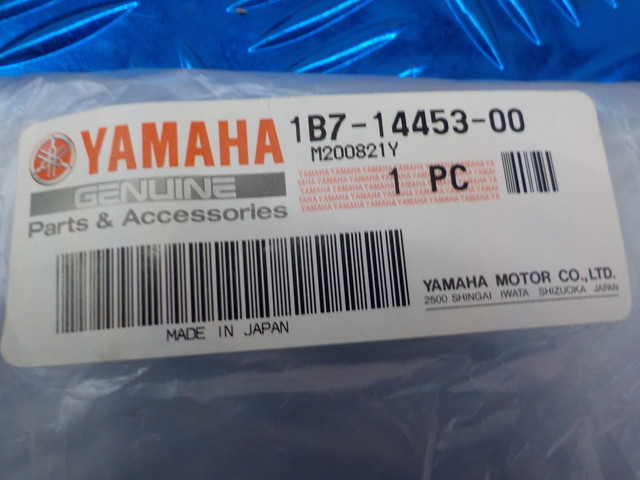 YAMAHA
GENUINE
Parts & Accessories
1B7-14453-00
M200821Y
1 PC
MADE IN JAPAN
YAMAHA MOTOR CO.,LTD.
2500 SHINGAI IWATA SHIZUOKA JAPAN